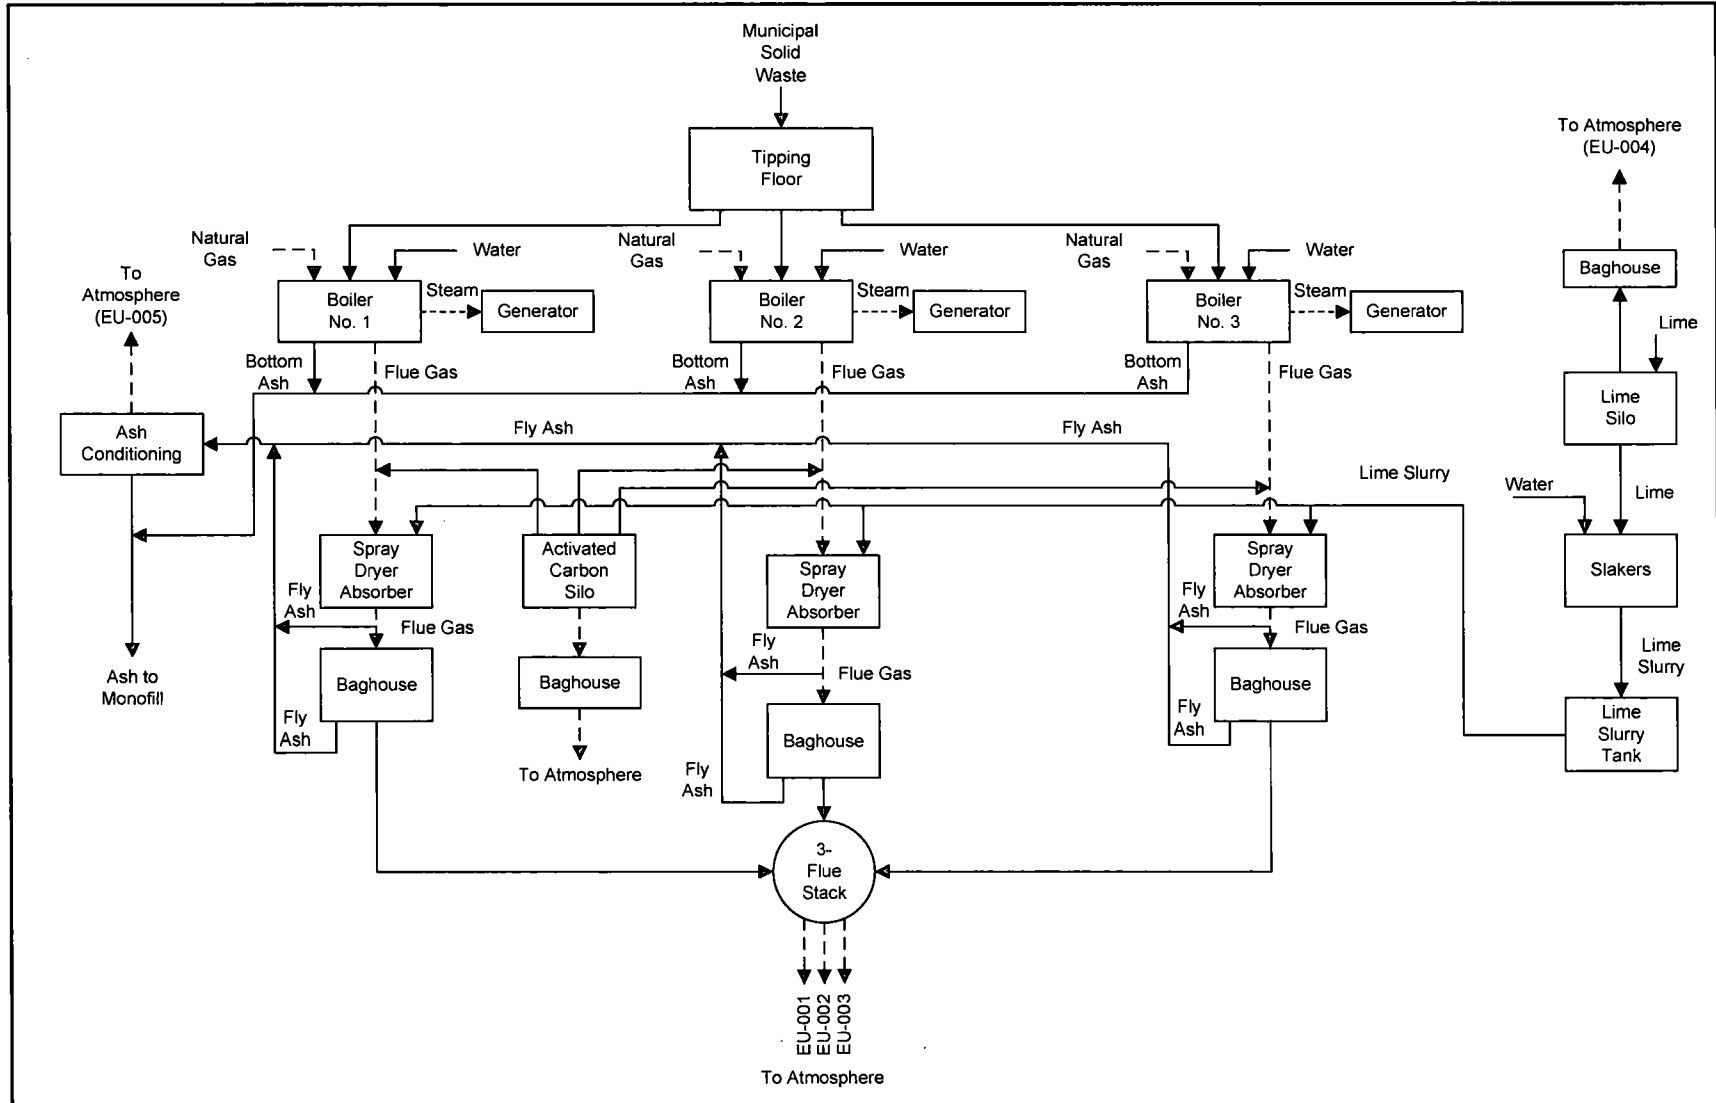 Municipal
Solid
Waste
To Atmosphere
(EU-004)
Tipping
Floor
Natural
Gas
Water
Natural
Gas
Water
Natural
Gas
Water
Baghouse
To
Atmosphere
(EU-005)
Boiler
No. 1
Steam
Generator
Boiler
No. 2
Steam
Generator
Boiler
No. 3
Steam
Generator
Lime
Bottom
Ash
Flue Gas
Bottom
Ash
Flue Gas
Bottom
Ash
Flue Gas
Lime
Silo
Ash
Conditioning
Fly Ash
Fly Ash
Lime Slurry
Water
Lime
Spray
Dryer
Absorber
Activated
Carbon
Silo
Spray
Dryer
Absorber
Spray
Dryer
Absorber
Slakers
Fly
Ash
Flue Gas
Fly
Ash
Flue Gas
Fly
Ash
Flue Gas
Lime
Slurry
Ash to
Monofill
Baghouse
Baghouse
Baghouse
Fly
Ash
Fly
Ash
Lime
Slurry
Tank
Baghouse
To Atmosphere
Fly
Ash
3-
Flue
Stack
EU-001
EU-002
EU-003
To Atmosphere